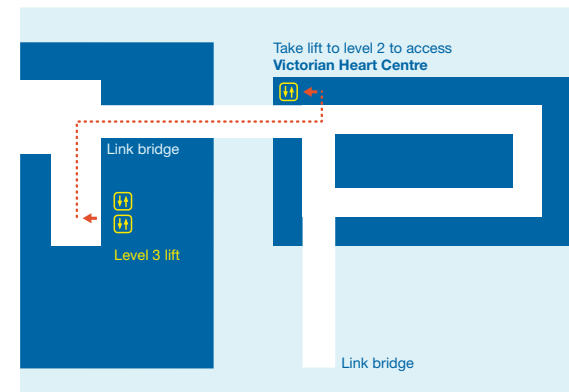 Take lift to level 2 to access
Victorian Heart Centre
Link bridge
Level 3 lift
Link bridge